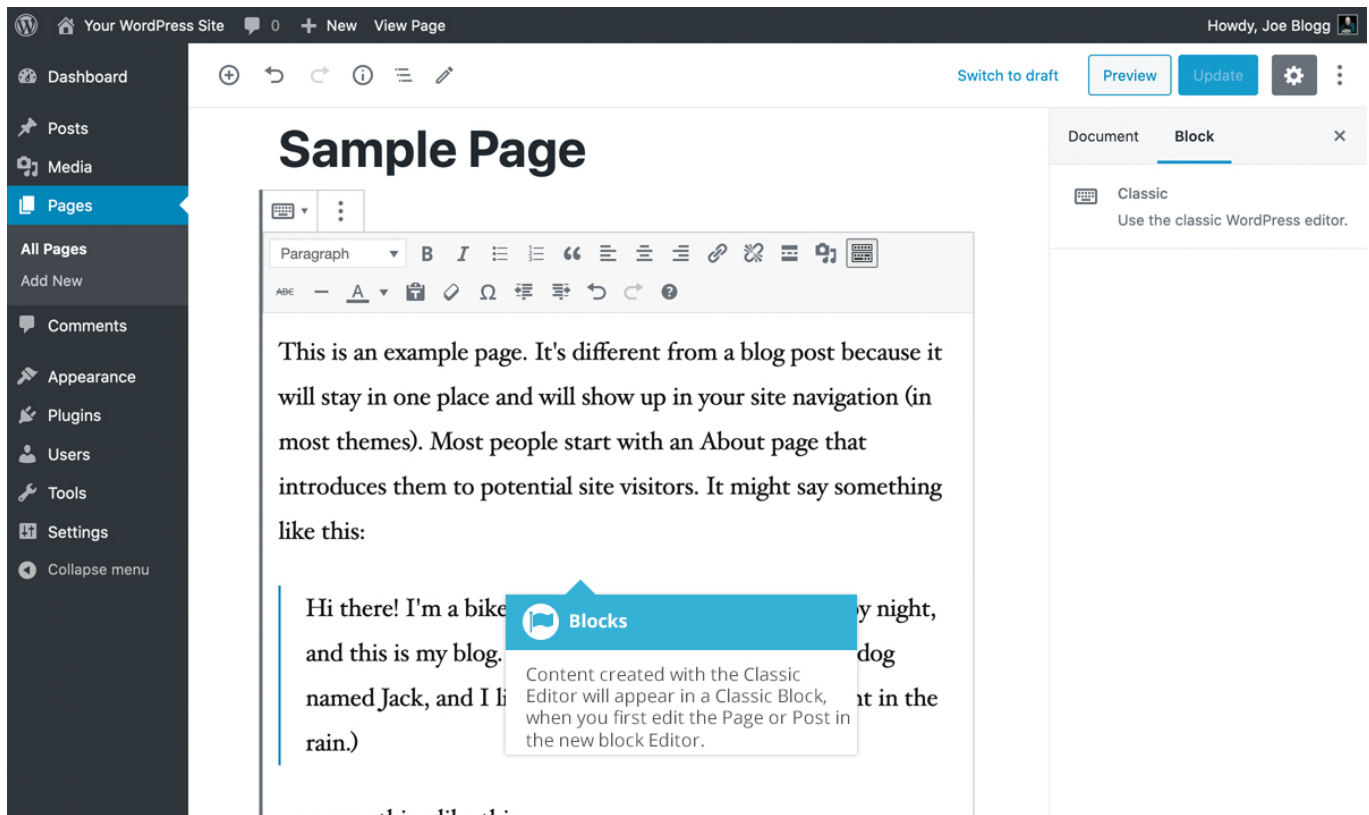 Your WordPress Site 0 New View Page Howdy, Joe Blogg
Dashboard
Posts
Media
Pages
All Pages
Add New
Comments
Appearance
Plugins
Users
Tools
Settings
Collapse menu
Switch to draft Preview Update
Sample Page
Paragraph B I
ABC A Ω
This is an example page. It's different from a blog post because it
will stay in one place and will show up in your site navigation (in
most themes). Most people start with an About page that
introduces them to potential site visitors. It might say something
like this:
Hi there! I'm a bike y night,
and this is my blog. dog
named Jack, and I li nt in the
rain.)
Blocks
Content created with the Classic
Editor will appear in a Classic Block,
when you first edit the Page or Post in
the new block Editor.
Document Block
Classic
Use the classic WordPress editor.